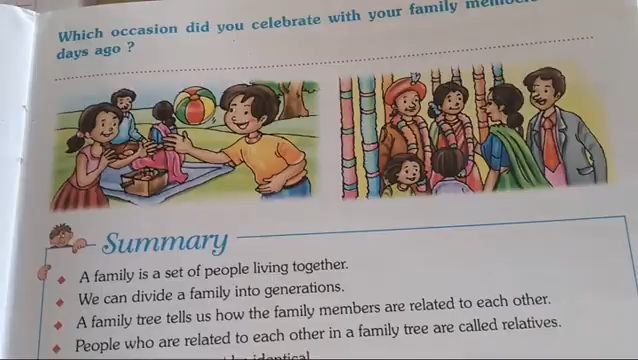 Which occasion did you celebrate with your family
days ago ?
Summary
A family is a set of people living together.
We can divide a family into generations.
A family tree tells us how the family members are related to each other.
People who are related to each other in a family tree are called relatives.
identical